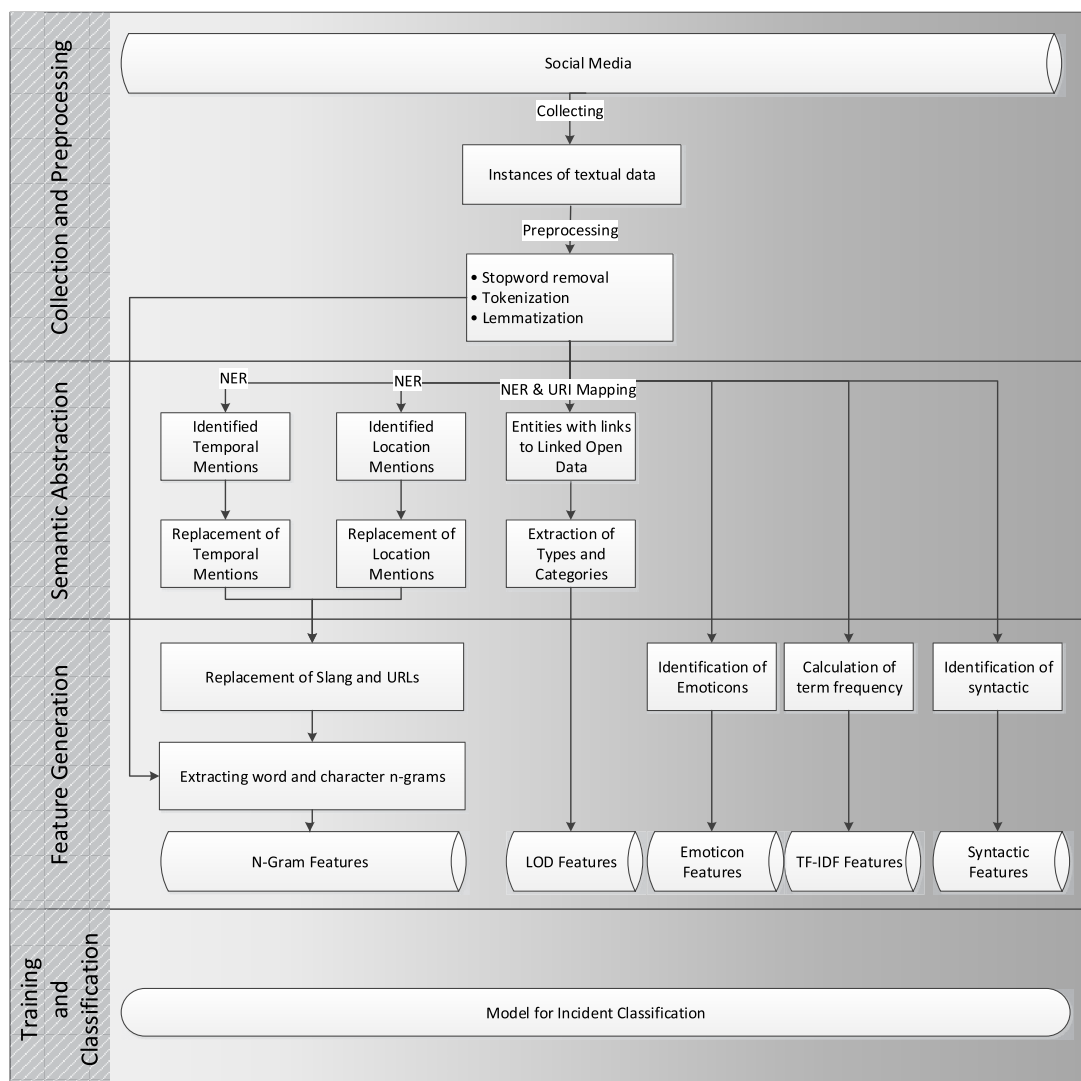 Collection and Preprocessing
Social Media
Collecting
Instances of textual data
Preprocessing
• Stopword removal
• Tokenization
• Lemmatization
Semantic Abstraction
NER
NER
NER & URI Mapping
Identified
Temporal
Mentions
Identified
Location
Mentions
Entities with links
to Linked Open
Data
Replacement of
Temporal
Mentions
Replacement of
Location
Mentions
Extraction of
Types and
Categories
Feature Generation
Replacement of Slang and URLs
Identification of
Emoticons
Calculation of
term frequency
Identification of
syntactic
Extracting word and character n-grams
N-Gram Features
LOD Features
Emoticon
Features
TF-IDF Features
Syntactic
Features
Training
and
Classification
Model for Incident Classification